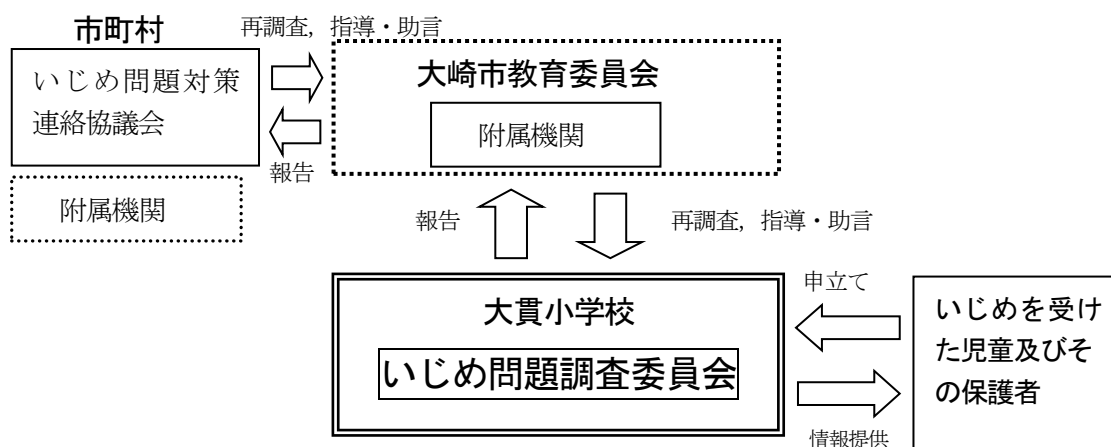 市町村
再調査，指導・助言
いじめ問題対策
連絡協議会
大崎市教育委員会
附属機関
報告
附属機関
報告
再調査，指導・助言
大貫小学校
いじめ問題調査委員会
申立て
いじめを受け
た児童及びそ
の保護者
情報提供